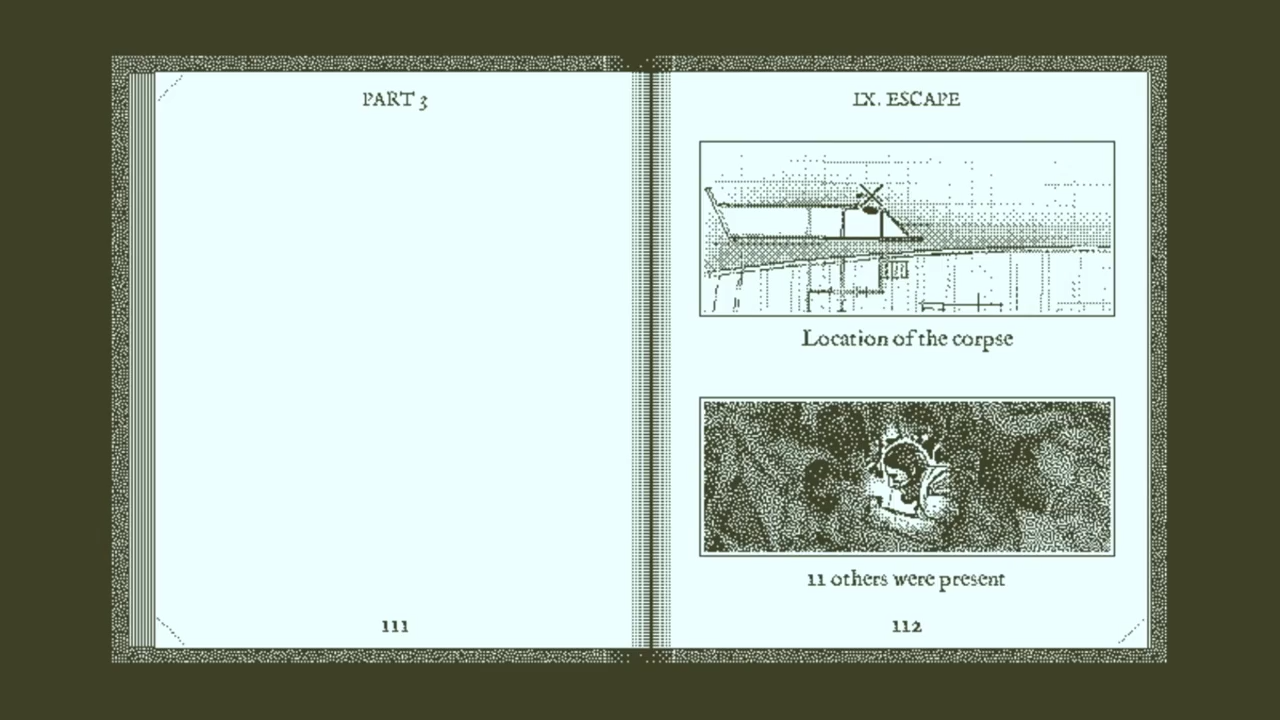 PART 3
111
IX. ESCAPE
Location of the corpse
11 others were present
112